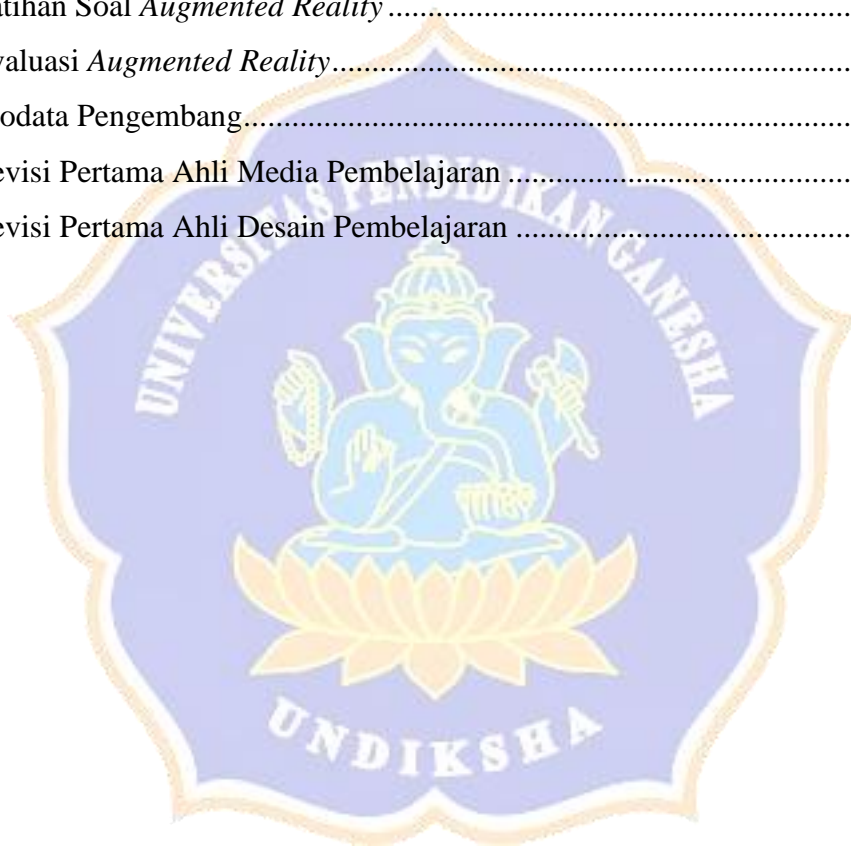 atihan Soal Augmented Reality ........................................................
valuasi Augmented Reality...............................................................
odata Pengembang.........................................................................
evisi Pertama Ahli Media Pembelajaran ..........................................
evisi Pertama Ahli Desain Pembelajaran .........................................
UNIVERSITAS PENDIDIKAN GANESHA
UNDIKSHA